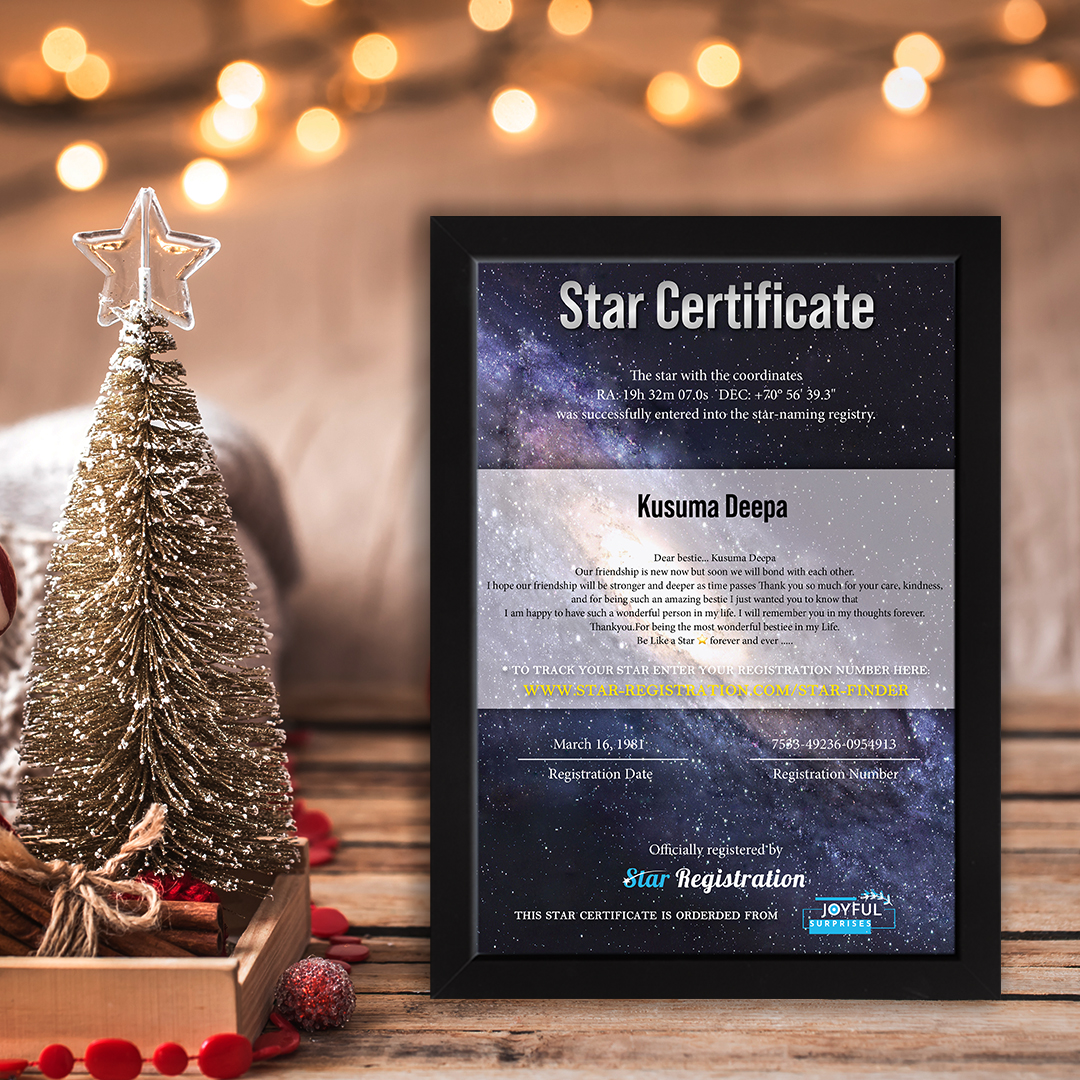 Star Certificate
The star with the coordinates
RA: 19h 32m 07.0s DEC: +70° 56' 39.3"
was successfully entered into the star-naming registry.
Kusuma Deepa
Dear bestie... Kusuma Deepa
Our friendship is new now but soon we will bond with each other.
I hope our friendship will be stronger and deeper as time passes Thank you so much for your care, kindness,
and for being such an amazing bestie I just wanted you to know that
I am happy to have such a wonderful person in my life. I will remember you in my thoughts forever.
Thankyou.For being the most wonderful bestiee in my Life.
Be Like a Star ⭐ forever and ever .....
* TO TRACK YOUR STAR ENTER YOUR REGISTRATION NUMBER HERE:
WWW.STAR-REGISTRATION.COM/STAR-FINDER
March 16, 1981
7533-49236-0954913
Registration Date
Registration Number
Officially registered by
Star Registration
THIS STAR CERTIFICATE IS ORDERDED FROM
JOYFUL
SURPRISES